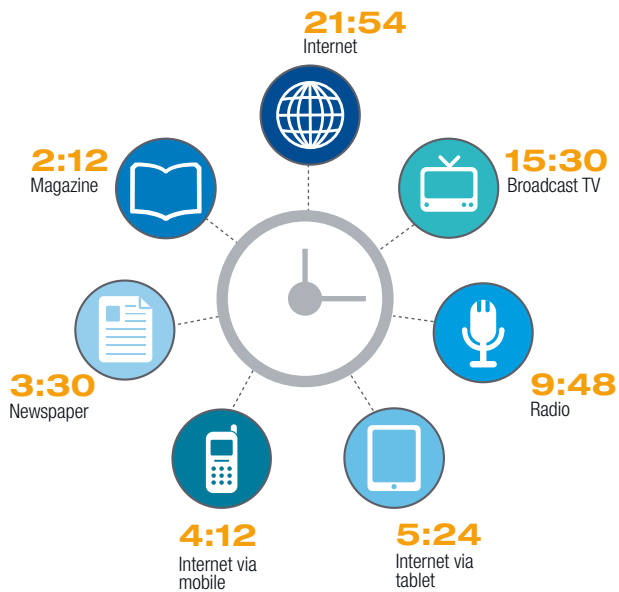 21:54
Internet
15:30
Broadcast TV
9:48
Radio
5:24
Internet via
tablet
4:12
Internet via
mobile
3:30
Newspaper
2:12
Magazine